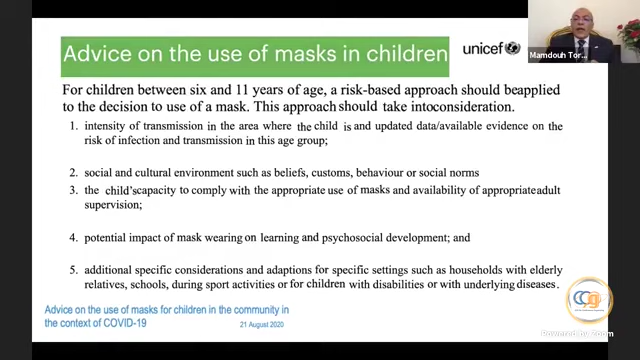 Advice on the use of masks in children
unicef
Mamdouh Tor...
For children between six and 11 years of age, a risk-based approach should beapplied
to the decision to use of a mask. This approach should take intoconsideration.
1. intensity of transmission in the area where the child is and updated data/available evidence on the
risk of infection and transmission in this age group;
2. social and cultural environment such as beliefs, customs, behaviour or social norms
3. the child'scapacity to comply with the appropriate use of masks and availability of appropriateadult
supervision;
4. potential impact of mask wearing on learning and psychosocial development; and
5. additional specific considerations and adaptions for specific settings such as households with elderly
relatives, schools, during sport activities or for children with disabilities or with underlying diseases.
Advice on the use of masks for children in the community in
the context of COVID-19
21 August 2020
Powered by Zoom